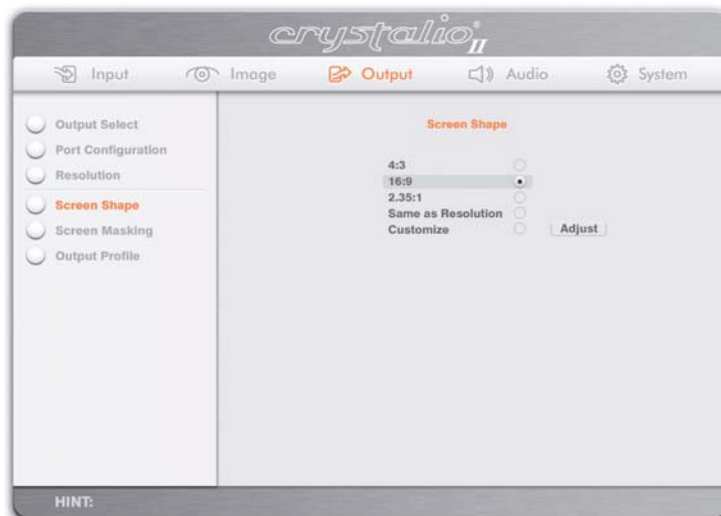 crystalio II
Input Image Output Audio System
Output Select
Port Configuration
Resolution
Screen Shape
Screen Masking
Output Profile
Screen Shape
4:3
16:9
2.35:1
Same as Resolution
Customize Adjust
HINT: